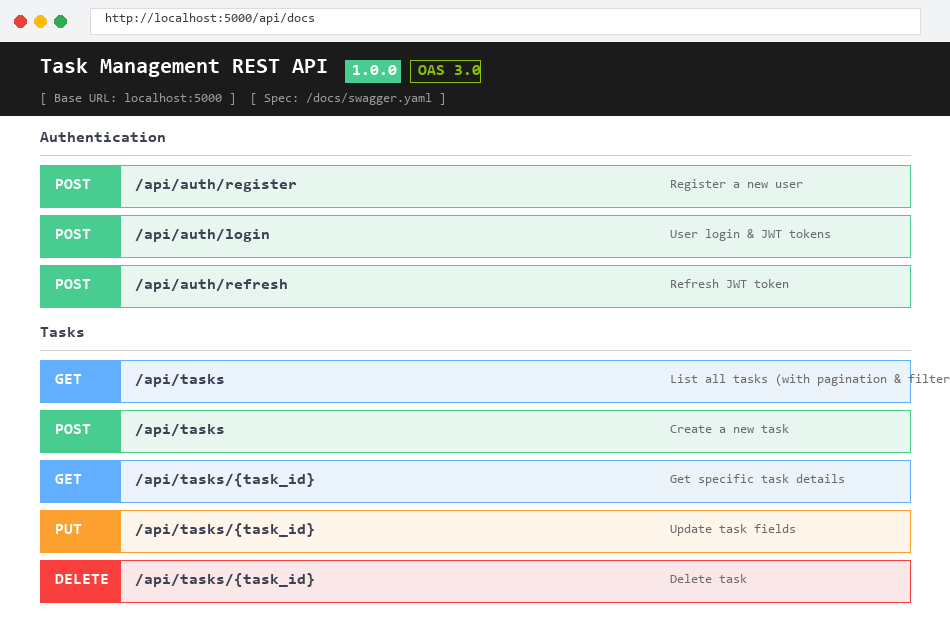 http://localhost:5000/api/docs
Task Management REST API 1.0.0 OAS 3.0
[ Base URL: localhost:5000 ] [ Spec: /docs/swagger.yaml ]
Authentication
POST /api/auth/register Register a new user
POST /api/auth/login User login & JWT tokens
POST /api/auth/refresh Refresh JWT token
Tasks
GET /api/tasks List all tasks (with pagination & filter
POST /api/tasks Create a new task
GET /api/tasks/{task_id} Get specific task details
PUT /api/tasks/{task_id} Update task fields
DELETE /api/tasks/{task_id} Delete task